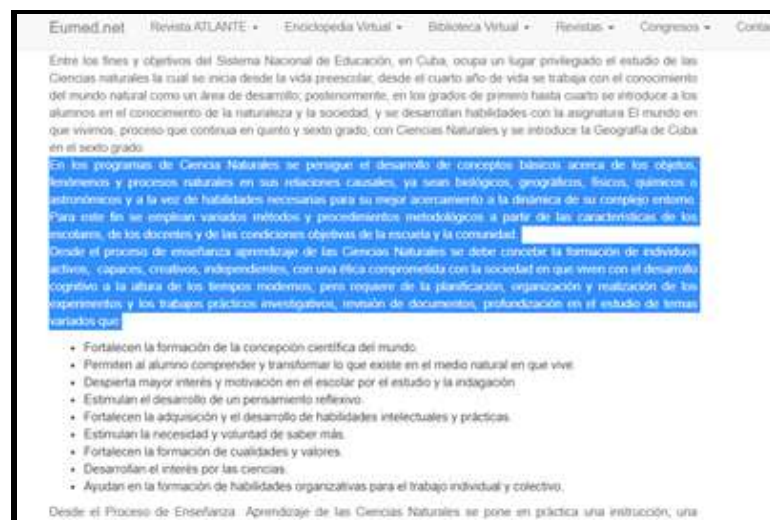 Eumed.net Revista ATLANTE Enciclopedia Virtual Biblioteca Virtual Revistas Congresos Conta
Entre los fines y objetivos del Sistema Nacional de Educación, en Cuba, ocupa un lugar privilegiado el estudio de las
Ciencias naturales la cual se inicia desde la vida preescolar, desde el cuarto año de vida se trabaja con el conocimiento
del mundo natural como un área de desarrollo; posteriormente, en los grados de primero hasta cuarto se introduce a los
alumnos en el conocimiento de la naturaleza y la sociedad, y se desarrollan habilidades con la asignatura El mundo en
que vivimos, proceso que continua en quinto y sexto grado, con Ciencias Naturales y se introduce la Geografía de Cuba
en el sexto grado.
En los programas de Ciencia Naturales se persigue el desarrollo de conceptos básicos acerca de los objetos,
fenómenos y procesos naturales en sus relaciones causales, ya sean biológicos, geográficos, físicos, químicos o
astronómicos y a la vez de habilidades necesarias para su mejor acercamiento a la dinámica de su complejo entorno.
Para este fin se emplean variados métodos y procedimientos metodológicos a partir de las características de los
escolares, de los docentes y de las condiciones objetivas de la escuela y la comunidad.
Desde el proceso de enseñanza aprendizaje de las Ciencias Naturales se debe concebir la formación de individuos
activos, capaces, creativos, independientes, con una ética comprometida con la sociedad en que viven con el desarrollo
cognitivo a la altura de los tiempos modernos, pero requiere de la planificación, organización y realización de los
experimentos y los trabajos prácticos investigativos, revisión de documentos, profundización en el estudio de temas
variados que:
• Fortalecen la formación de la concepción científica del mundo.
• Permiten al alumno comprender y transformar lo que existe en el medio natural en que vive.
• Despierta mayor interés y motivación en el escolar por el estudio y la indagación
• Estimulan el desarrollo de un pensamiento reflexivo.
• Fortalecen la adquisición y el desarrollo de habilidades intelectuales y prácticas.
• Estimulan la necesidad y voluntad de saber más.
• Fortalecen la formación de cualidades y valores.
• Desarrollan el interés por las ciencias.
• Ayudan en la formación de habilidades organizativas para el trabajo individual y colectivo.
Desde el Proceso de Enseñanza Aprendizaje de las Ciencias Naturales se pone en práctica una instrucción, una